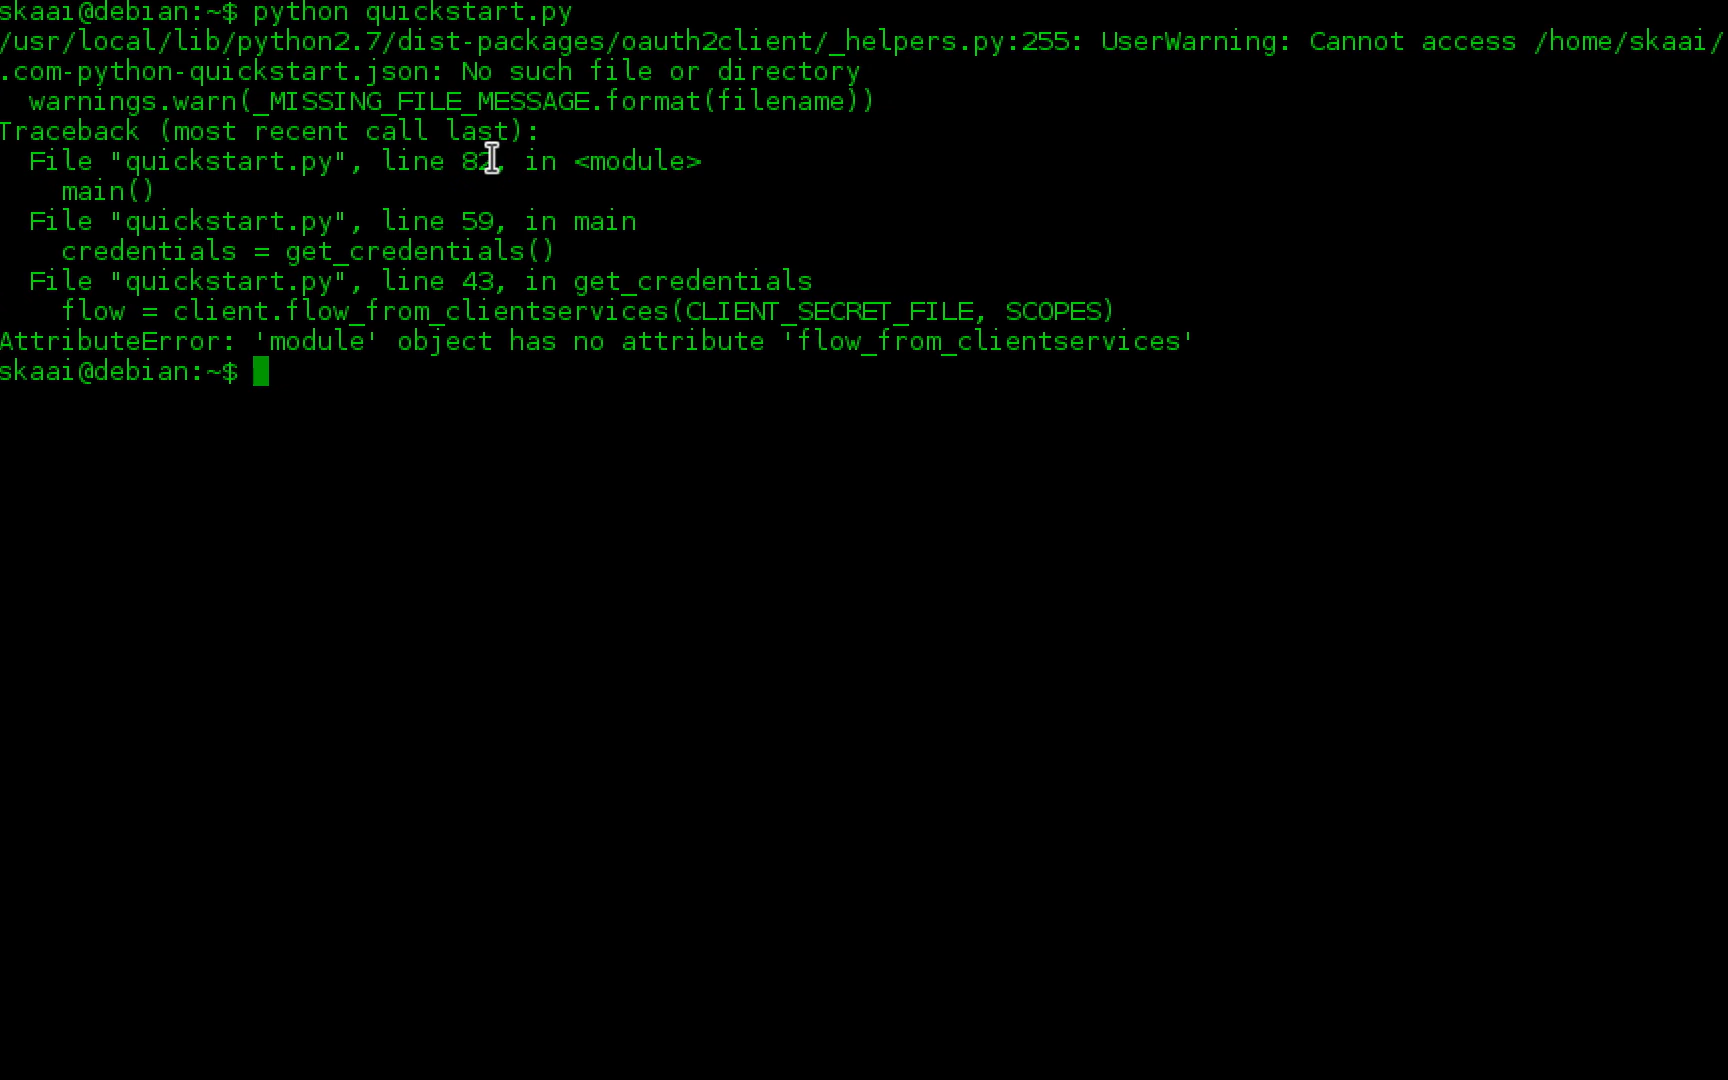 skaai@debian:~$ python quickstart.py
/usr/local/lib/python2.7/dist-packages/oauth2client/_helpers.py:255: UserWarning: Cannot access /home/skaai/
.com-python-quickstart.json: No such file or directory
  warnings.warn(_MISSING_FILE_MESSAGE.format(filename))
Traceback (most recent call last):
  File "quickstart.py", line 82, in <module>
    main()
  File "quickstart.py", line 59, in main
    credentials = get_credentials()
  File "quickstart.py", line 43, in get_credentials
    flow = client.flow_from_clientservices(CLIENT_SECRET_FILE, SCOPES)
AttributeError: 'module' object has no attribute 'flow_from_clientservices'
skaai@debian:~$